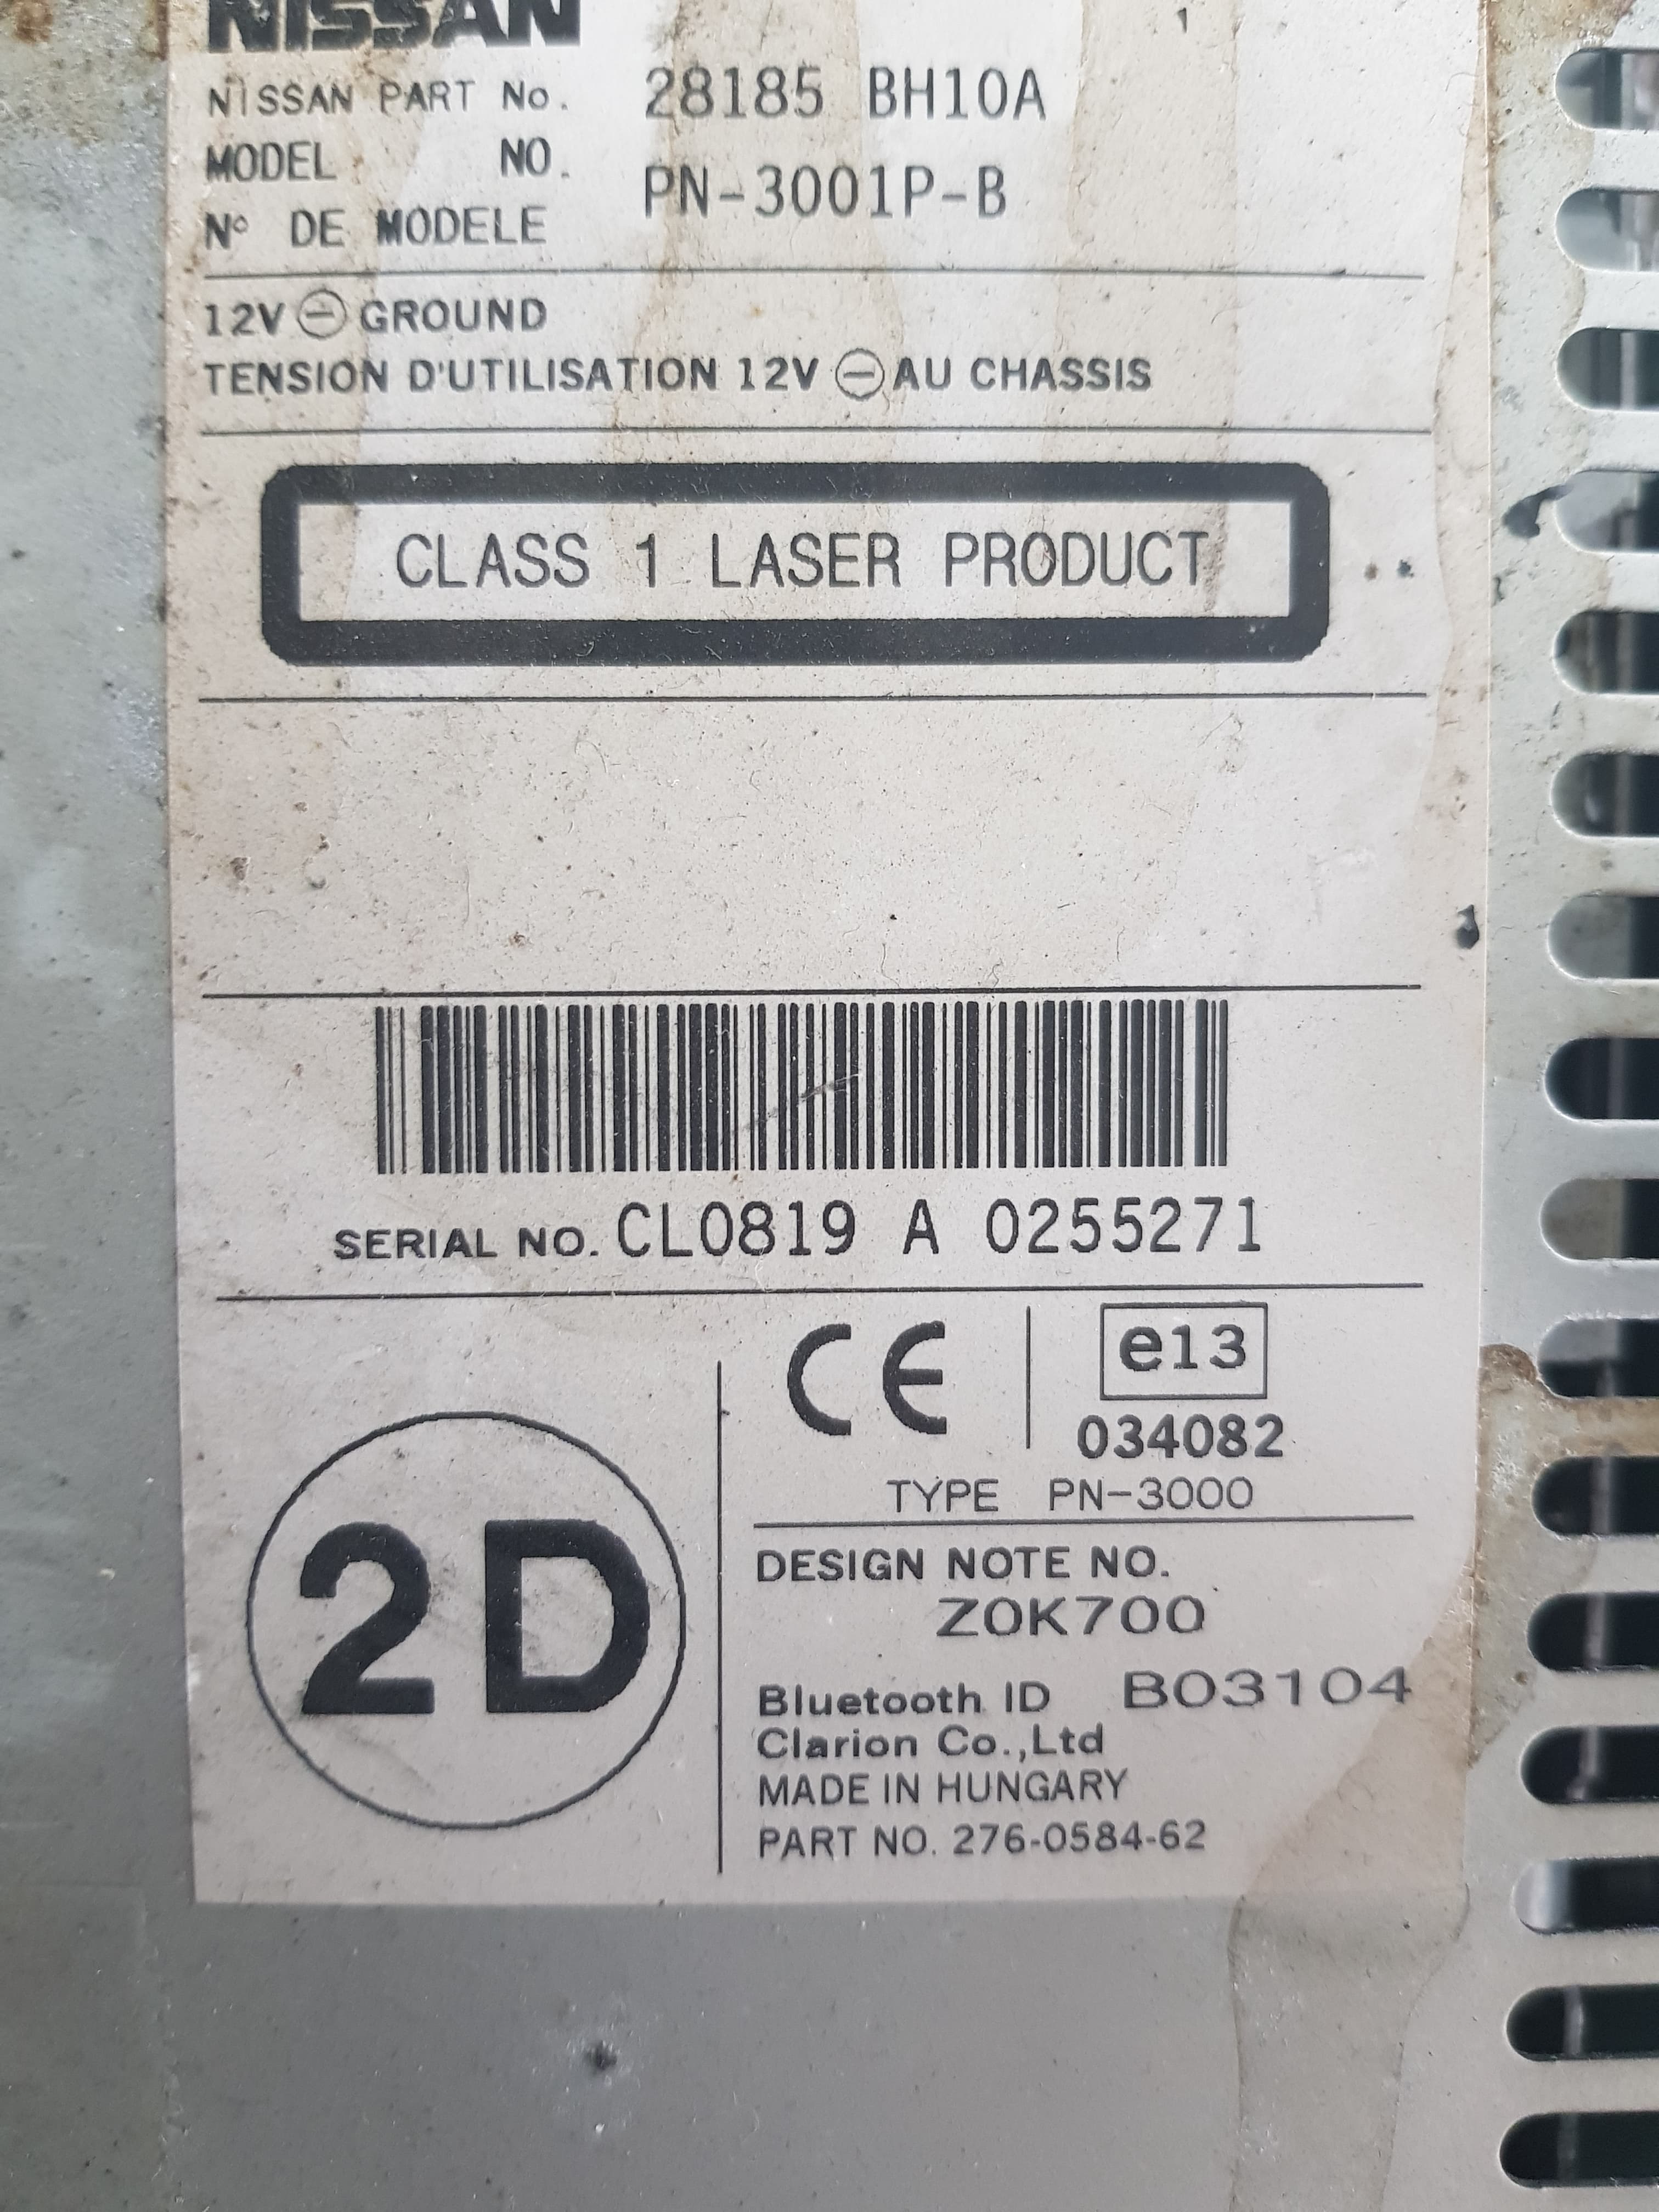 NISSAN
NISSAN PART No. 28185 BH10A
MODEL NO. PN-3001P-B
N° DE MODELE
12V ⊖ GROUND
TENSION D'UTILISATION 12V ⊖ AU CHASSIS
CLASS 1 LASER PRODUCT
SERIAL NO. CL0819 A 0255271
CE e13
034082
TYPE PN-3000
2D
DESIGN NOTE NO.
Z0K700
Bluetooth ID B03104
Clarion Co.,Ltd
MADE IN HUNGARY
PART NO. 276-0584-62